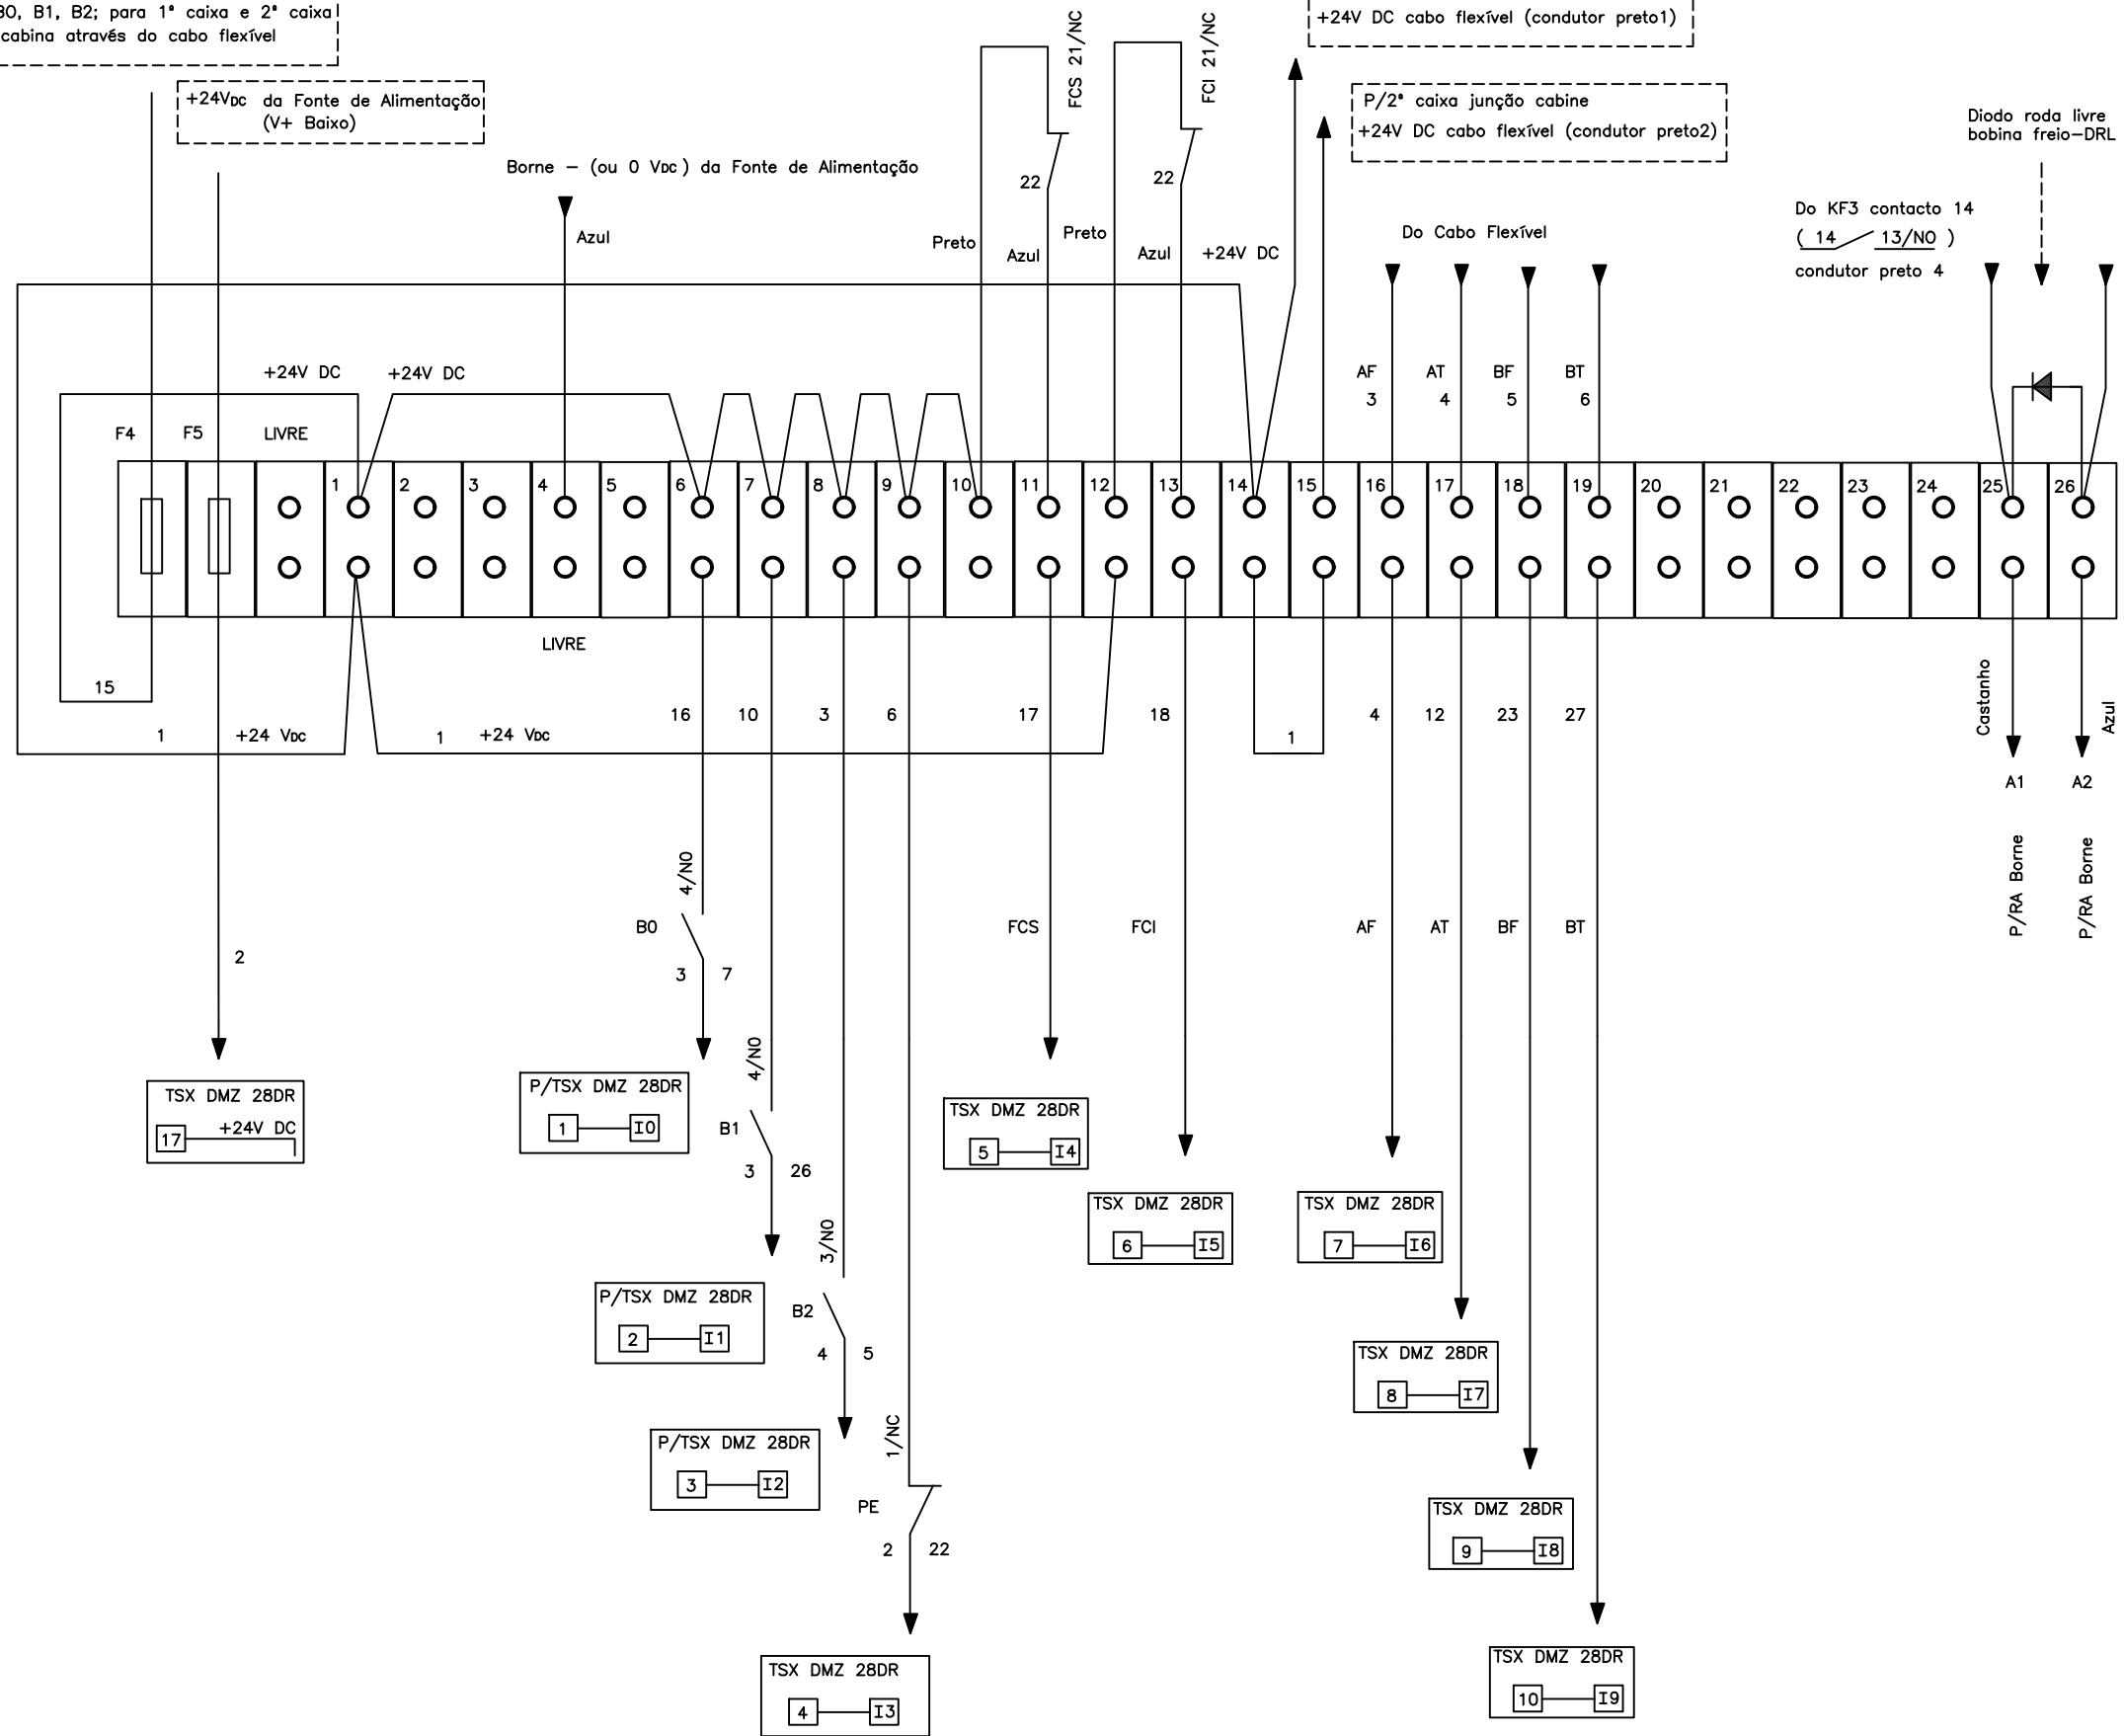 B1, B2; para 1ª caixa e 2ª caixa
cabina através do cabo flexível
+24VDC da Fonte de Alimentação
(V+ Baixo)
Borne – (ou 0 VDC) da Fonte de Alimentação
Azul
FCS 21/NC
22
Preto
Azul
FCI 21/NC
22
Preto
Azul
+24V DC
+24V DC cabo flexível (condutor preto1)
P/2ª caixa junção cabine
+24V DC cabo flexível (condutor preto2)
Do Cabo Flexível
Diodo roda livre
bobina freio–DRL
Do KF3 contacto 14
( 14 13/NO )
condutor preto 4
+24V DC
+24V DC
AF
3
AT
4
BF
5
BT
6
F4
F5
LIVRE
1 2 3 4 5 6 7 8 9 10 11 12 13 14 15 16 17 18 19 20 21 22 23 24 25 26
LIVRE
15
1
+24 VDC
1
+24 VDC
16
10
3
6
17
18
1
4
12
23
27
Castanho
Azul
A1
A2
P/RA Borne
P/RA Borne
2
4/NO
B0
3
7
FCS
FCI
AF
AT
BF
BT
TSX DMZ 28DR
17
+24V DC
P/TSX DMZ 28DR
1
I0
4/NO
B1
3
26
TSX DMZ 28DR
5
I4
TSX DMZ 28DR
6
I5
TSX DMZ 28DR
7
I6
P/TSX DMZ 28DR
2
I1
3/NO
B2
4
5
TSX DMZ 28DR
8
I7
P/TSX DMZ 28DR
3
I2
1/NC
PE
2
22
TSX DMZ 28DR
9
I8
TSX DMZ 28DR
4
I3
TSX DMZ 28DR
10
I9